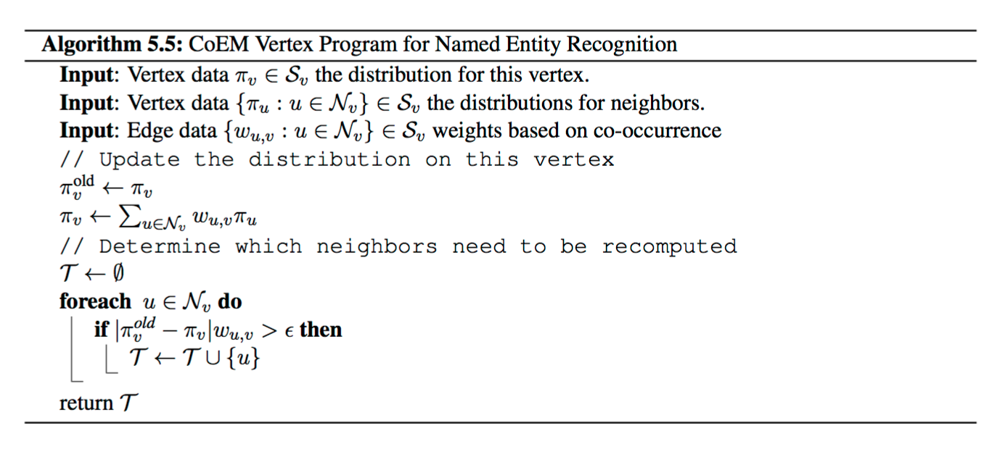 Algorithm 5.5: CoEM Vertex Program for Named Entity Recognition
Input: Vertex data π_v ∈ 𝒮_v the distribution for this vertex.
Input: Vertex data {π_u : u ∈ 𝒩_v} ∈ 𝒮_v the distributions for neighbors.
Input: Edge data {w_{u,v} : u ∈ 𝒩_v} ∈ 𝒮_v weights based on co-occurrence
// Update the distribution on this vertex
π_v^{old} ← π_v
π_v ← ∑_{u∈𝒩_v} w_{u,v}π_u
// Determine which neighbors need to be recomputed
𝒯 ← ∅
foreach u ∈ 𝒩_v do
if |π_v^{old} − π_v|w_{u,v} > ϵ then
𝒯 ← 𝒯 ∪ {u}
return 𝒯